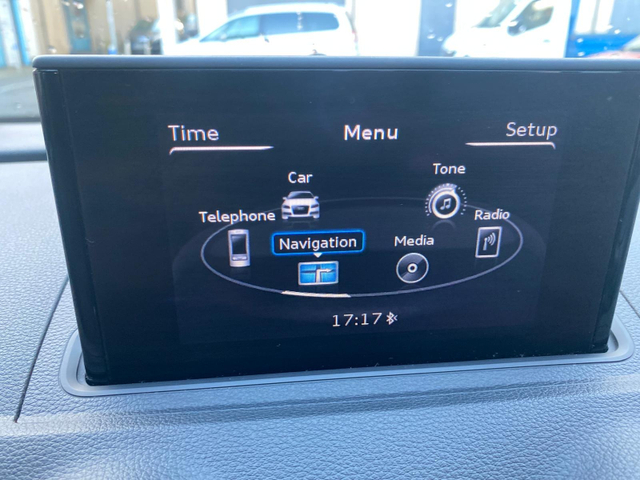 Time Menu Setup
Car Tone
Telephone Radio
Navigation Media
17:17